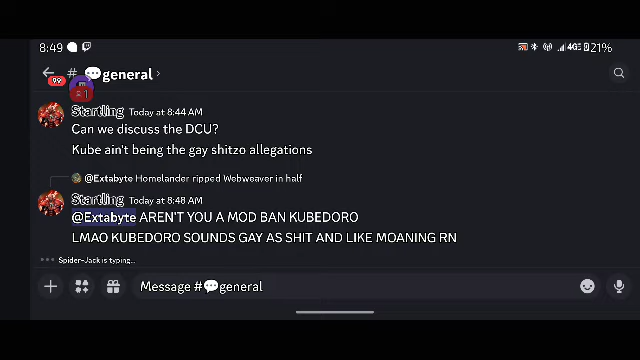 8:49
4G 21%
# 💬general
99
Startling Today at 8:44 AM
Can we discuss the DCU?
Kube ain't being the gay shitzo allegations
@Extabyte Homelander ripped Webweaver in half
Startling Today at 8:48 AM
@Extabyte AREN'T YOU A MOD BAN KUBEDORO
LMAO KUBEDORO SOUNDS GAY AS SHIT AND LIKE MOANING RN
Spider-Jack is typing...
Message #💬general